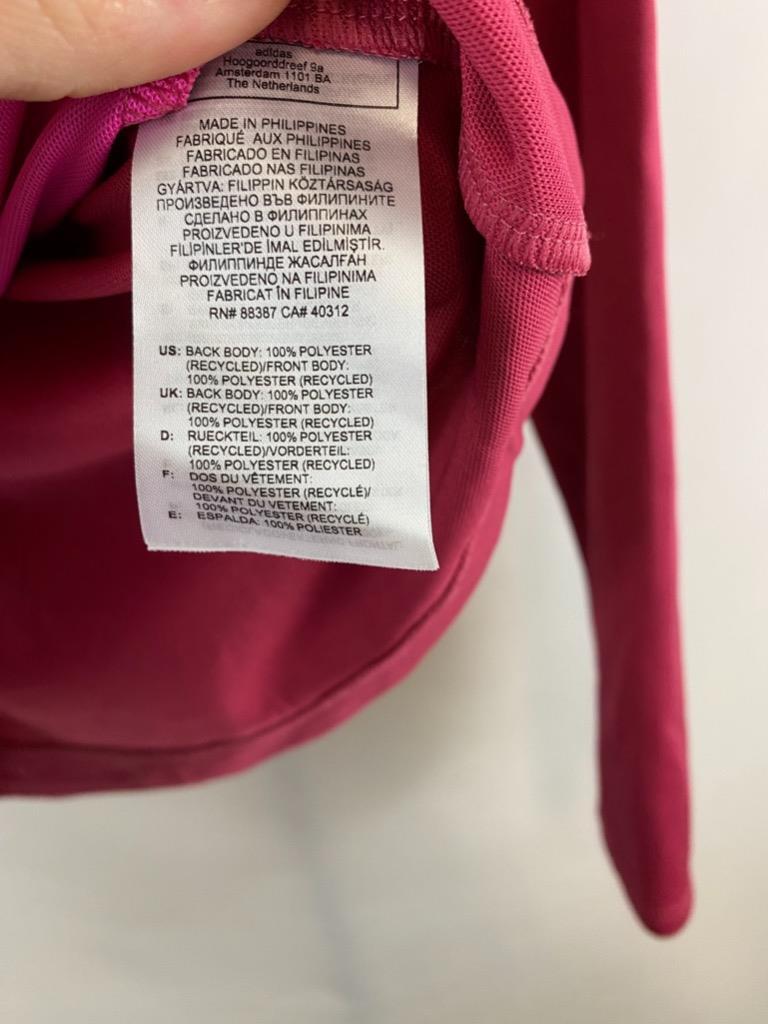 adidas
Hoogoorddreef 9a
Amsterdam 1101 BA
The Netherlands
MADE IN PHILIPPINES
FABRIQUÉ AUX PHILIPPINES
FABRICADO EN FILIPINAS
FABRICADO NAS FILIPINAS
GYÁRTVA: FILIPPIN KÖZTÁRSASÁG
ПРОИЗВЕДЕНО ВЪВ ФИЛИПИНИТЕ
СДЕЛАНО В ФИЛИППИНАХ
PROIZVEDENO U FILIPINIMA
FİLİPİNLER'DE İMAL EDİLMİŞTİR.
ФИЛИППИНДЕ ЖАСАЛҒАН
PROIZVEDENO NA FILIPINIMA
FABRICAT ÎN FILIPINE
RN# 88387 CA# 40312
US: BACK BODY: 100% POLYESTER
(RECYCLED)/FRONT BODY:
100% POLYESTER (RECYCLED)
UK: BACK BODY: 100% POLYESTER
(RECYCLED)/FRONT BODY:
100% POLYESTER (RECYCLED)
D: RUECKTEIL: 100% POLYESTER
(RECYCLED)/VORDERTEIL:
100% POLYESTER (RECYCLED)
F: DOS DU VÊTEMENT:
100% POLYESTER (RECYCLÉ)/
DEVANT DU VETEMENT:
100% POLYESTER (RECYCLÉ)
E: ESPALDA: 100% POLIESTER